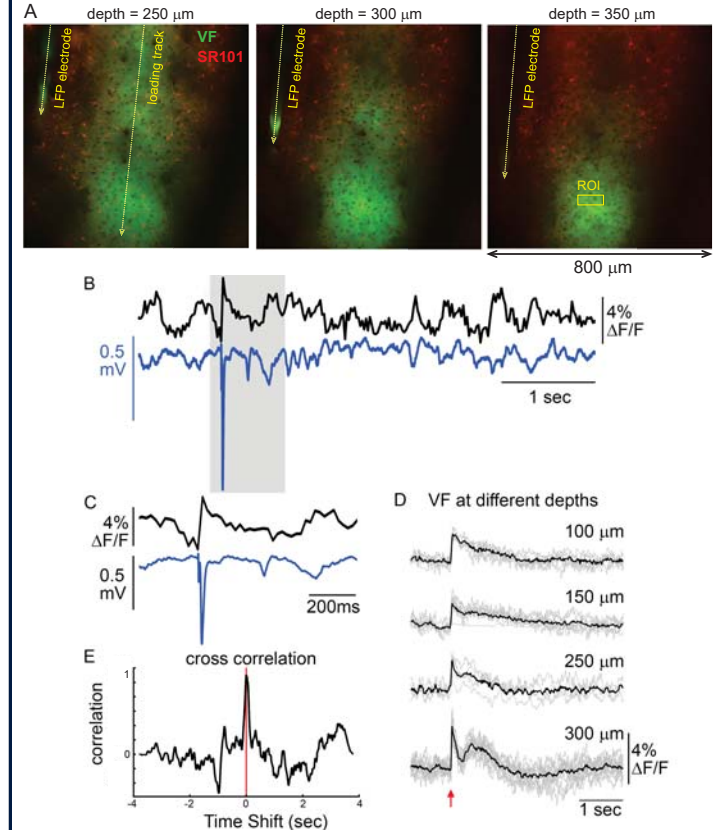 A
depth = 250 μm
depth = 300 μm
depth = 350 μm
VF
SR101
LFP electrode
loading track
LFP electrode
LFP electrode
ROI
800 μm
B
4%
ΔF/F
0.5
mV
1 sec
C
4%
ΔF/F
0.5
mV
200ms
D
VF at different depths
100 μm
150 μm
250μm
300 μm
4%
ΔF/F
1 sec
E
cross correlation
1
0
correlation
-4
-2
0
2
4
Time Shift (sec)